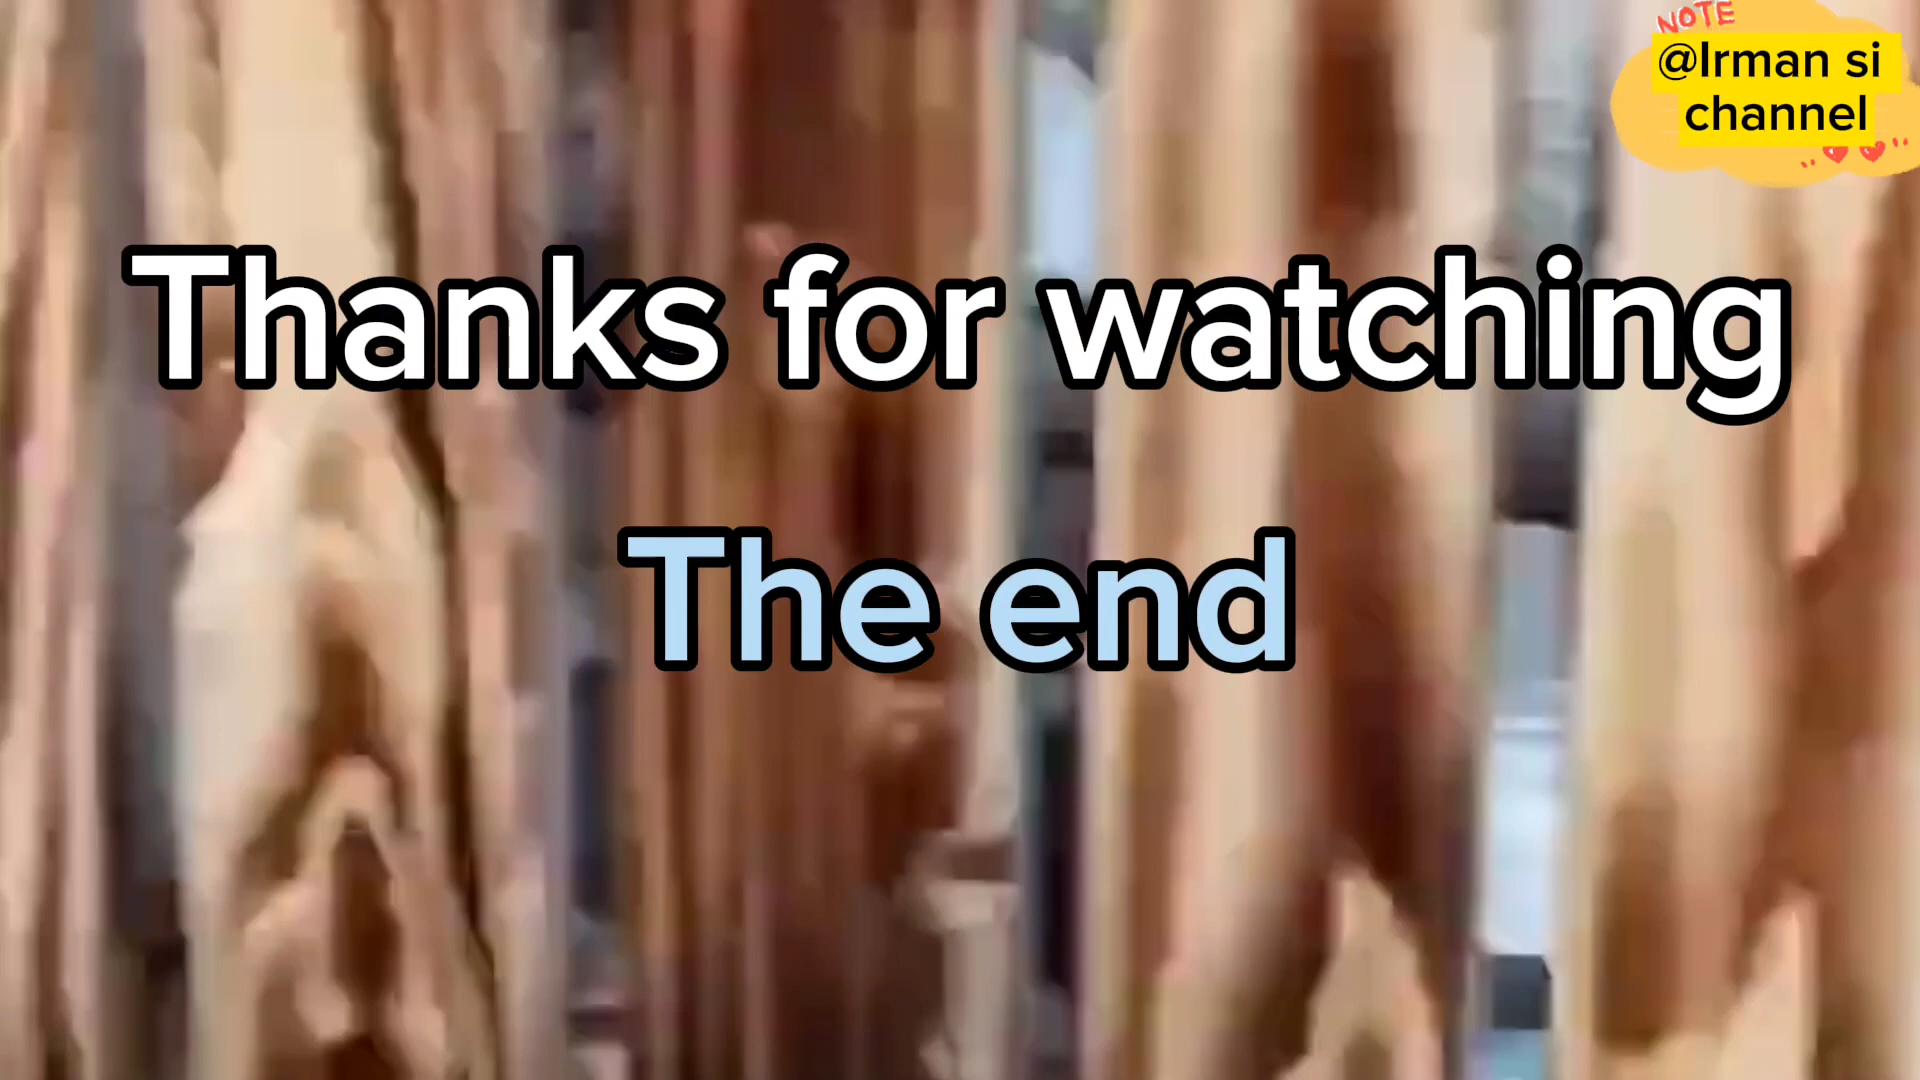 NOTE
@Irman si
channel
Thanks for watching
The end